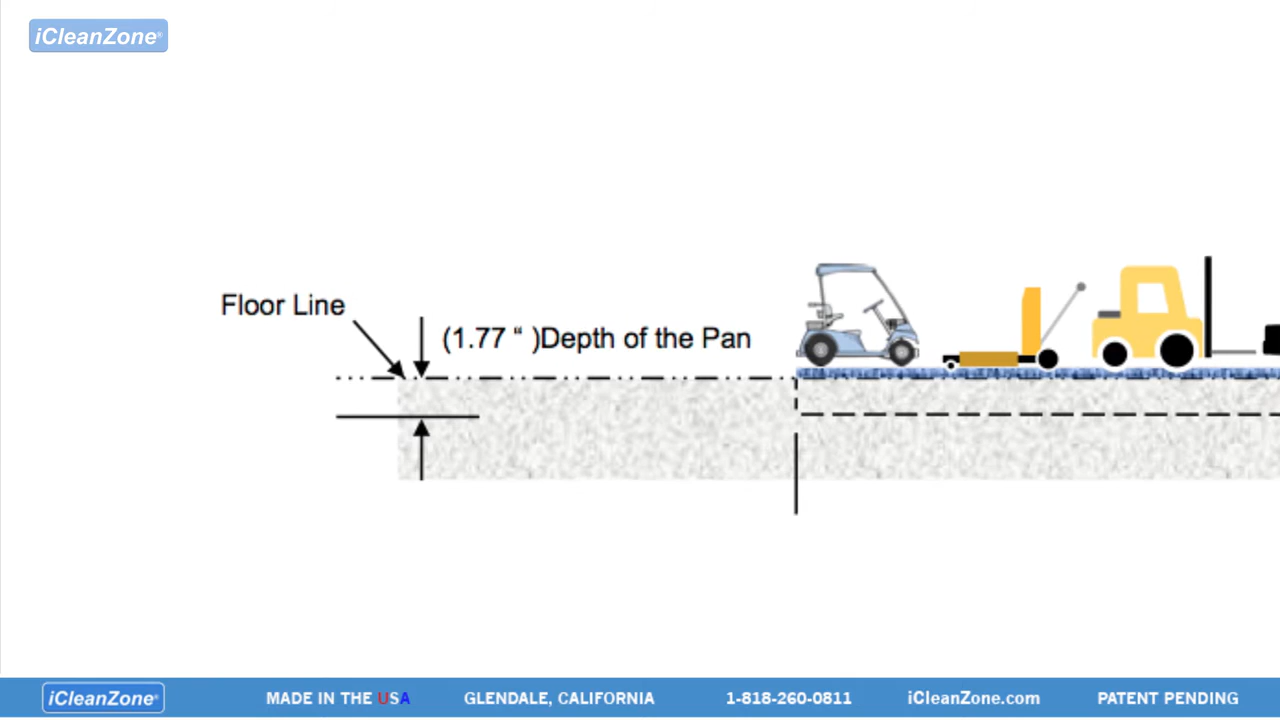 iCleanZone®
Floor Line
(1.77 “ )Depth of the Pan
iCleanZone® MADE IN THE USA GLENDALE, CALIFORNIA 1-818-260-0811 iCleanZone.com PATENT PENDING